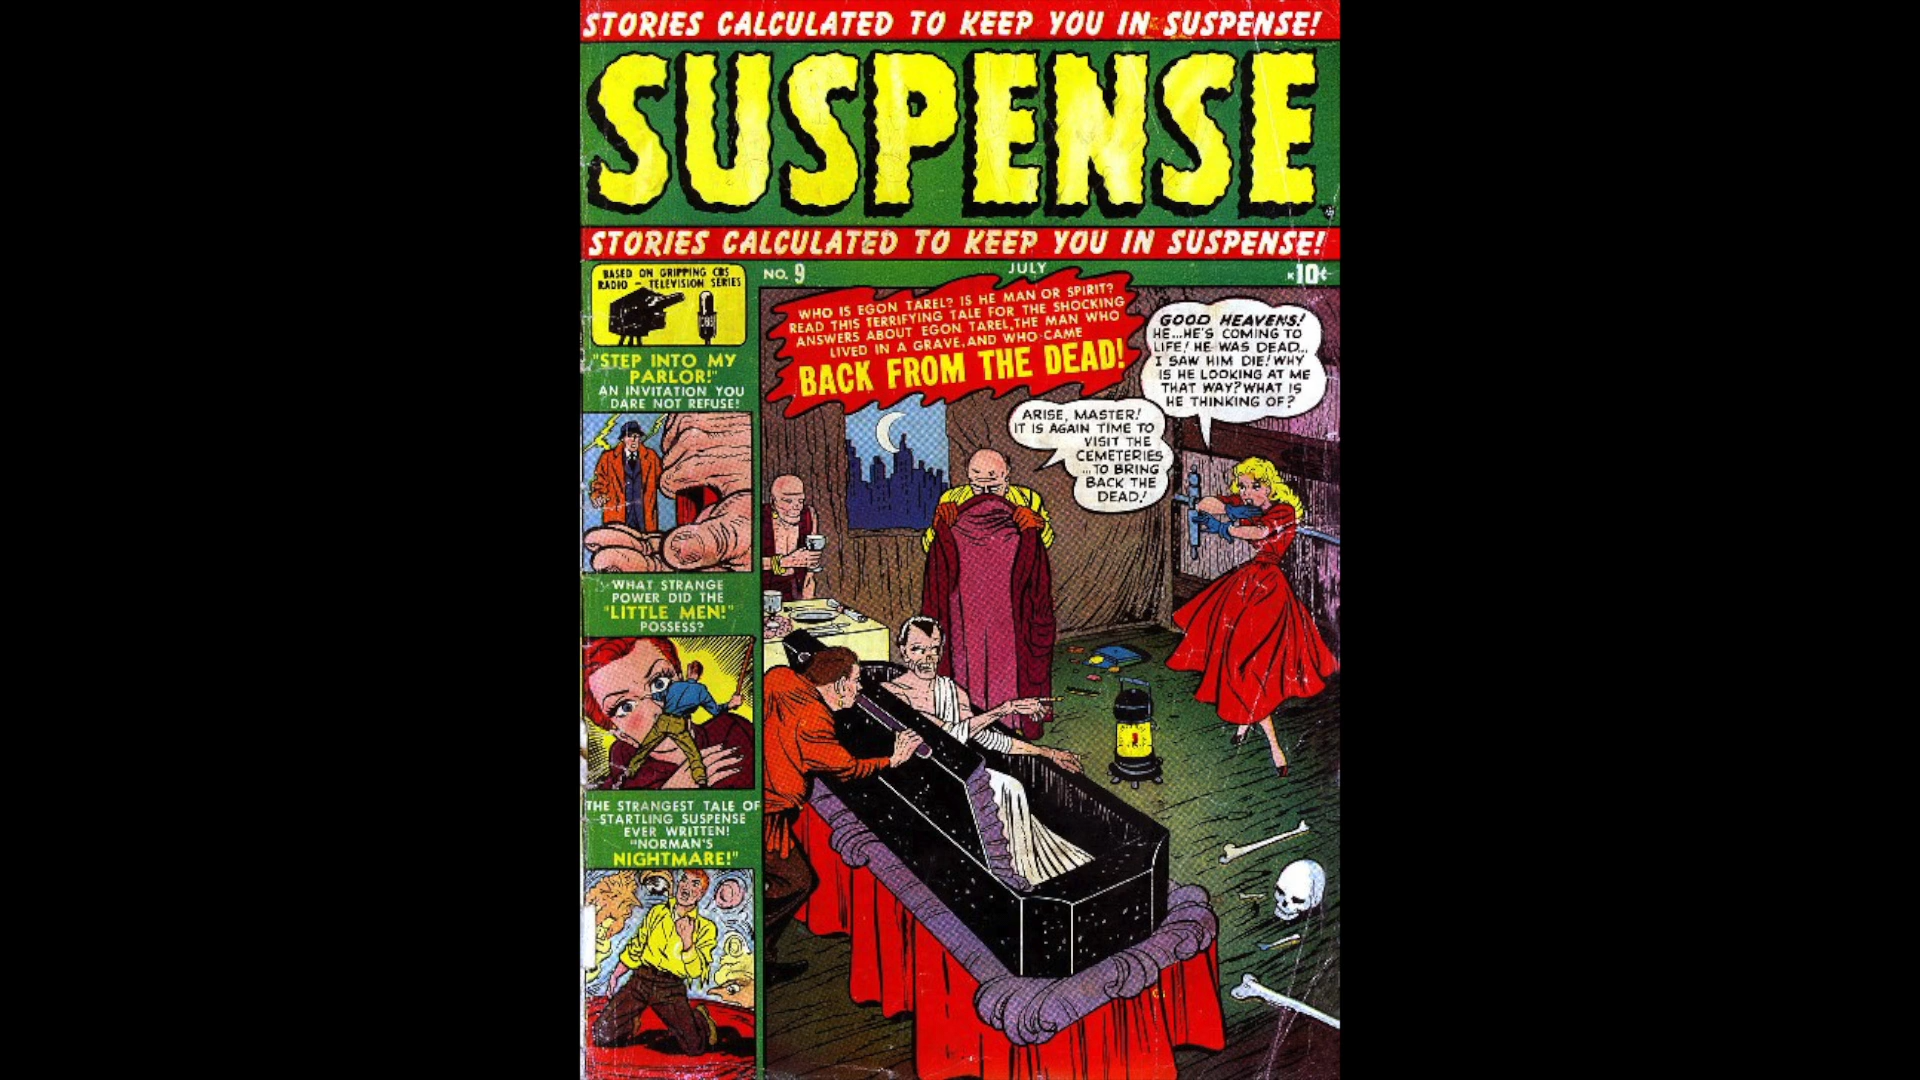 STORIES CALCULATED TO KEEP YOU IN SUSPENSE!
SUSPENSE
STORIES CALCULATED TO KEEP YOU IN SUSPENSE!
BASED ON GRIPPING CBS
RADIO - TELEVISION SERIES
CBS
NO. 9
JULY
10¢
"STEP INTO MY
PARLOR!"
AN INVITATION YOU
DARE NOT REFUSE!
WHAT STRANGE
POWER DID THE
"LITTLE MEN!"
POSSESS?
THE STRANGEST TALE OF
STARTLING SUSPENSE
EVER WRITTEN!
"NORMAN'S
NIGHTMARE!"
WHO IS EGON TAREL? IS HE MAN OR SPIRIT?
READ THIS TERRIFYING TALE FOR THE SHOCKING
ANSWERS ABOUT EGON TAREL, THE MAN WHO
LIVED IN A GRAVE, AND WHO CAME
BACK FROM THE DEAD!
GOOD HEAVENS!
HE...HE'S COMING TO
LIFE! HE WAS DEAD...
I SAW HIM DIE! WHY
IS HE LOOKING AT ME
THAT WAY? WHAT IS
HE THINKING OF?
ARISE, MASTER!
IT IS AGAIN TIME TO
VISIT THE
CEMETERIES
...TO BRING
BACK THE
DEAD!